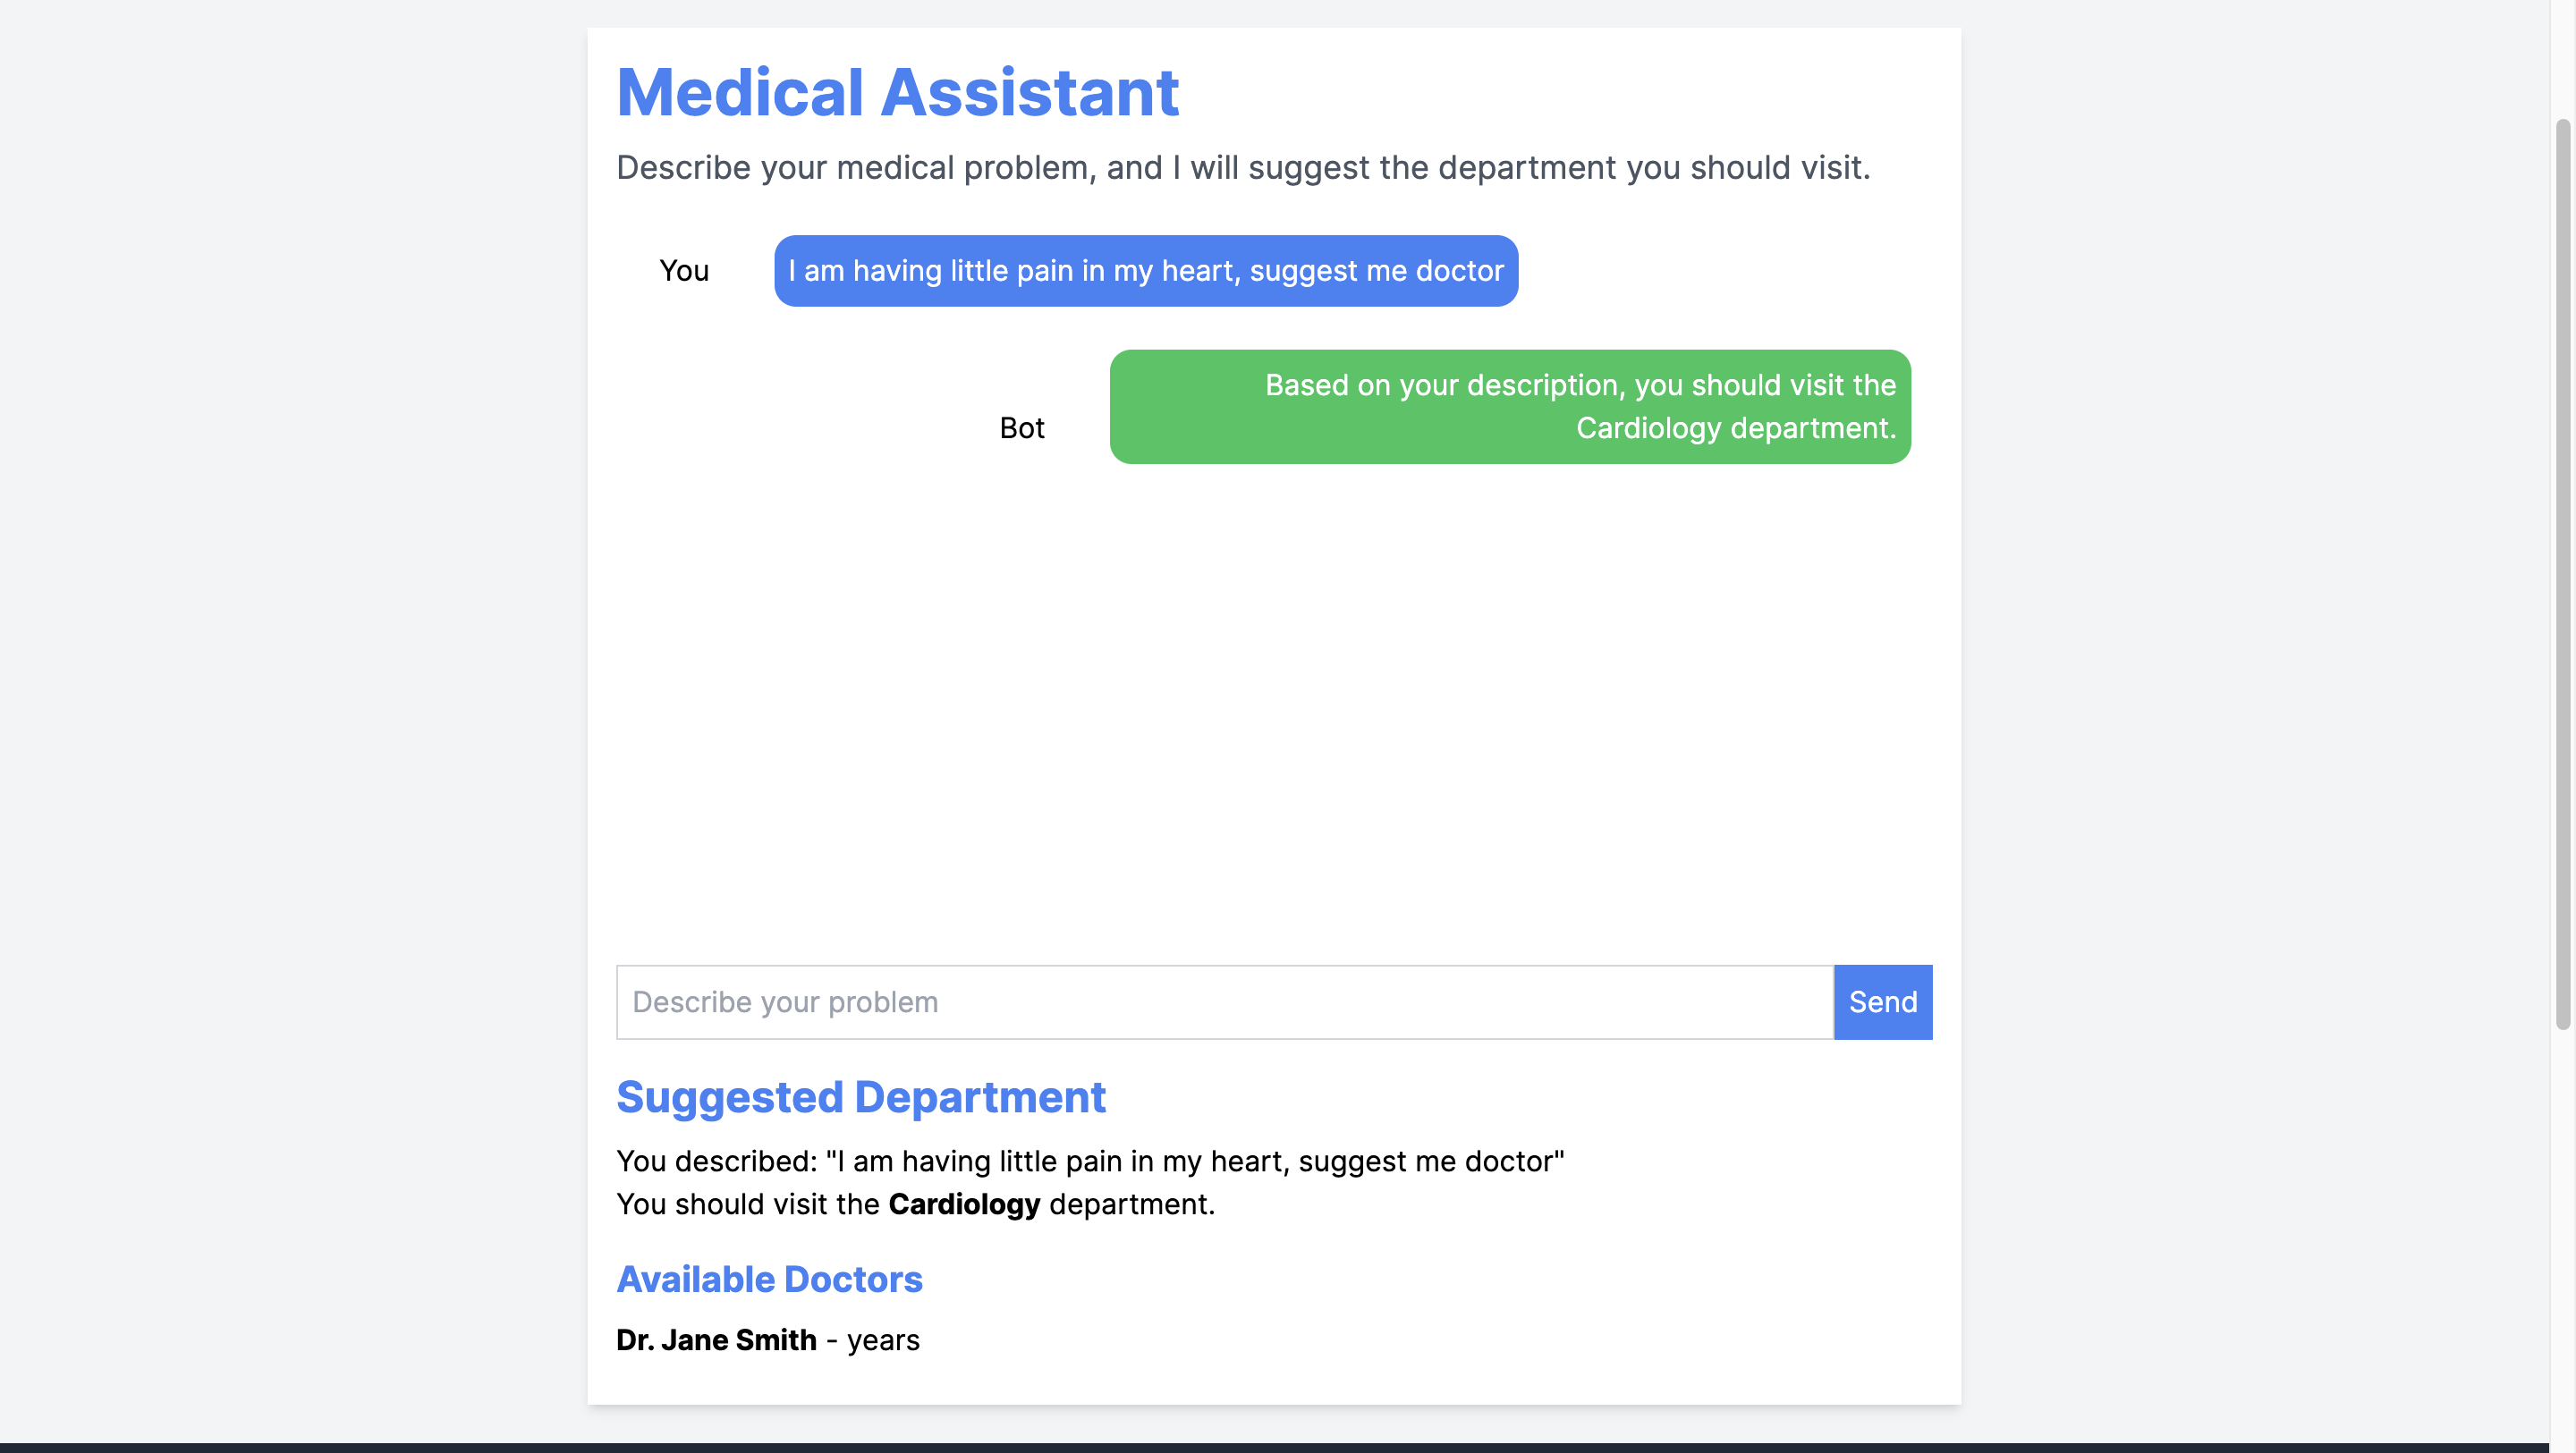 Medical Assistant
Describe your medical problem, and I will suggest the department you should visit.
You
I am having little pain in my heart, suggest me doctor
Based on your description, you should visit the
Cardiology department.
Bot
Describe your problem
Send
Suggested Department
You described: "I am having little pain in my heart, suggest me doctor"
You should visit the Cardiology department.
Available Doctors
Dr. Jane Smith - years